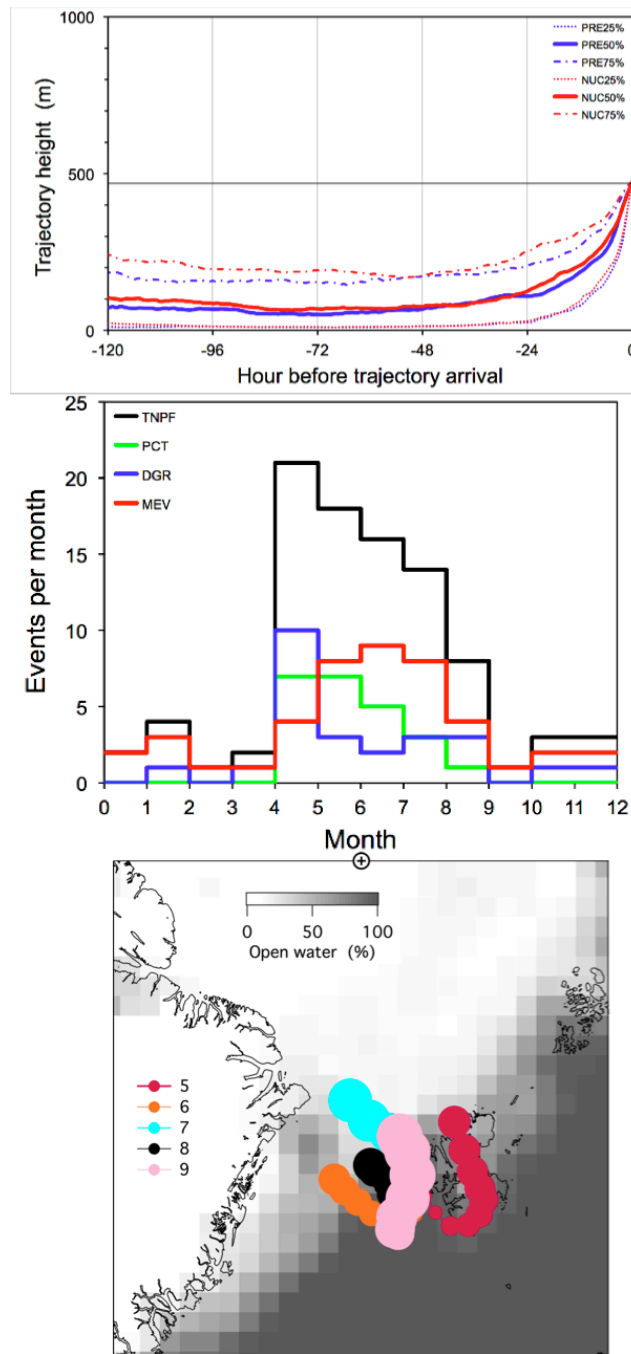 1000
PRE25%
PRE50%
PRE75%
NUC25%
NUC50%
NUC75%
Trajectory height (m)
500
0
-120 -96 -72 -48 -24 0
Hour before trajectory arrival
25
TNPF
PCT
DGR
MEV
20
15
10
5
0
Events per month
0 1 2 3 4 5 6 7 8 9 10 11 12
Month
0 50 100
Open water (%)
5
6
7
8
9